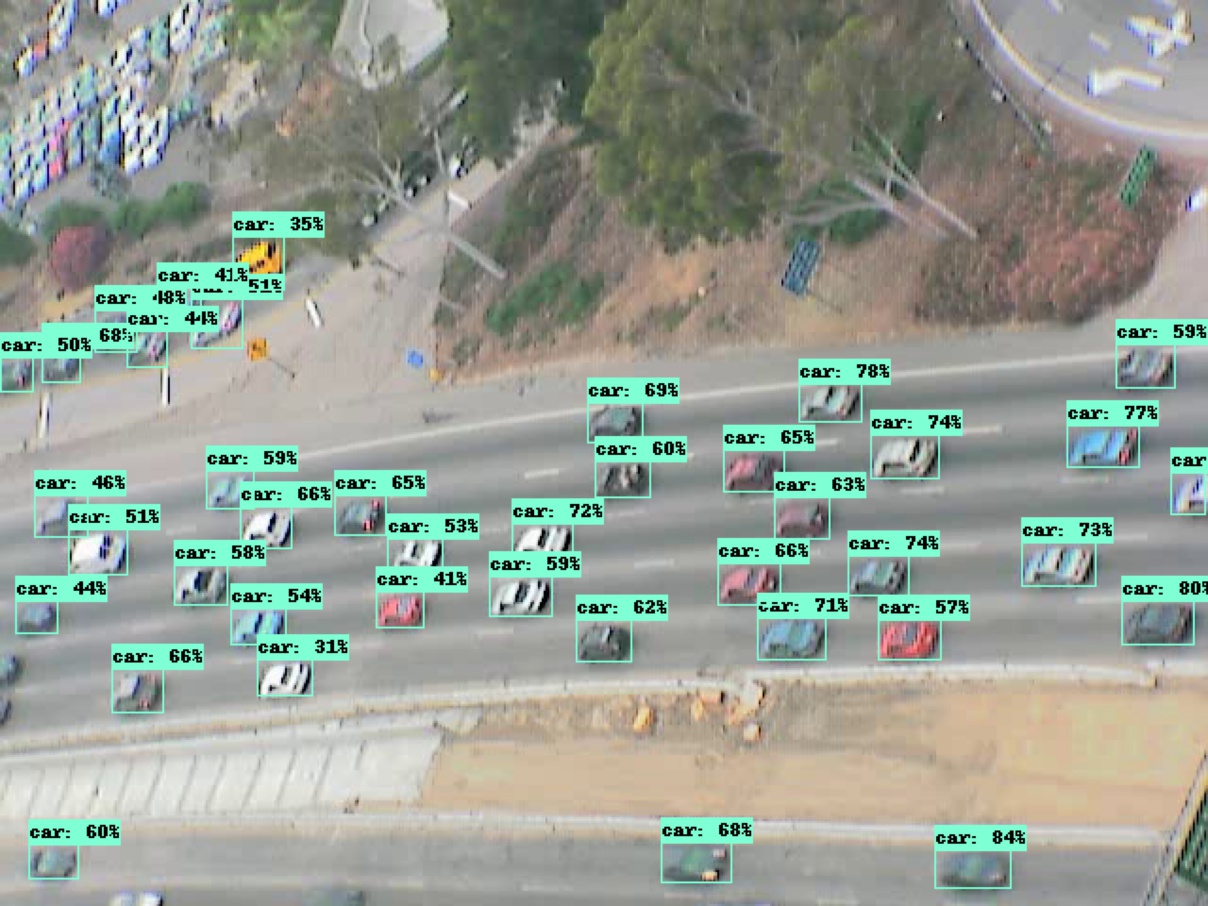 car: 35%
car: 41%
51%
car: 48%
car: 44%
68%
car: 50%
car: 59%
car: 78%
car: 69%
car: 77%
car: 74%
car: 65%
car: 60%
car: 59%
car
car: 46%
car: 66%
car: 65%
car: 63%
car: 51%
car: 53%
car: 72%
car: 73%
car: 74%
car: 58%
car: 59%
car: 66%
car: 44%
car: 54%
car: 41%
car: 62%
car: 71%
car: 57%
car: 80%
car: 66%
car: 31%
car: 60%
car: 68%
car: 84%